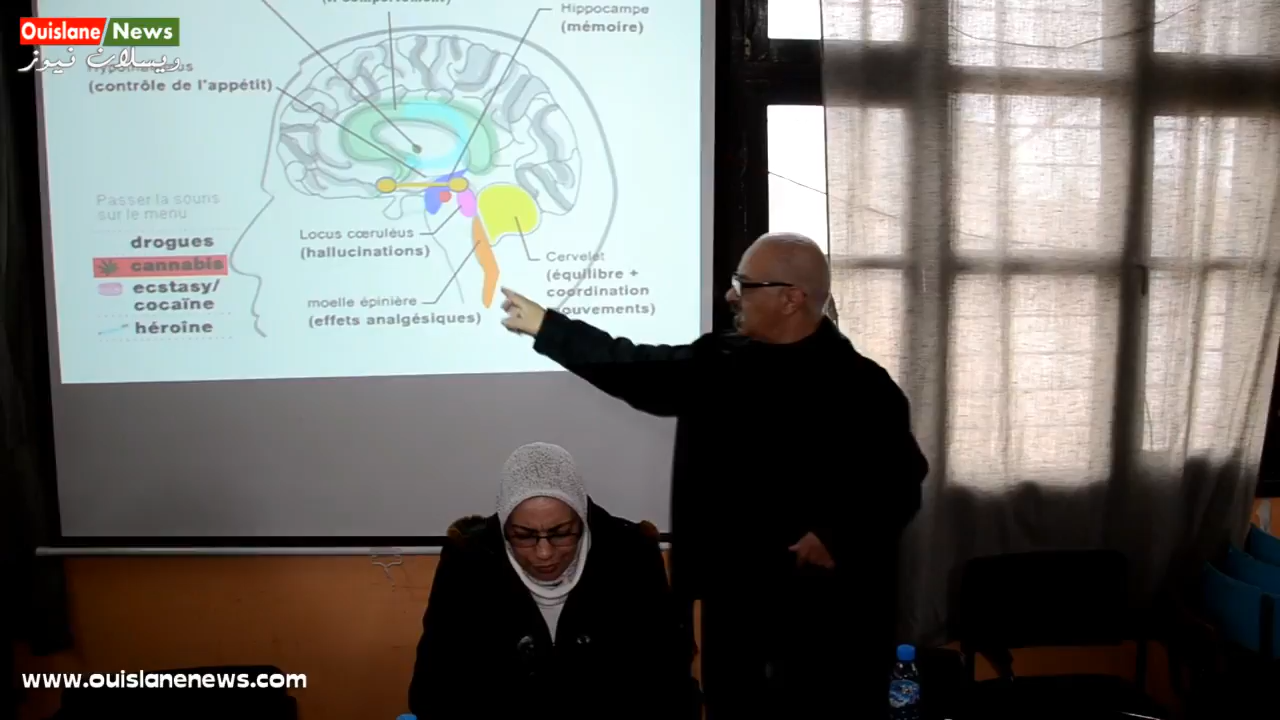 Ouislane/News
ويسلان نيوز
Hippocampe
(mémoire)
(contrôle de l'appétit)
Passer la souris
sur le menu
drogues
cannabis
ecstasy/
cocaïne
héroïne
Locus cœruléus
(hallucinations)
moelle épinière
(effets analgésiques)
Cervelet
(équilibre +
coordination
mouvements)
www.ouislanenews.com